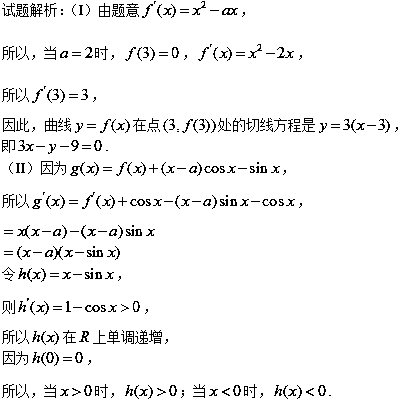 试题解析：(I) 由题意 f′(x)=x²−ax，
所以，当 a=2 时，f(3)=0，f′(x)=x²−2x，
所以 f′(3)=3，
因此，曲线 y=f(x) 在点 (3, f(3)) 处的切线方程是 y=3(x−3)，
即 3x−y−9=0．
(II) 因为 g(x)=f(x)+(x−a)cos x−sin x，
所以 g′(x)=f′(x)+cos x−(x−a)sin x−cos x，
=x(x−a)−(x−a)sin x
=(x−a)(x−sin x)
令 h(x)=x−sin x，
则 h′(x)=1−cos x>0，
所以 h(x) 在 R 上单调递增，
因为 h(0)=0，
所以，当 x>0 时，h(x)>0；当 x<0 时，h(x)<0．